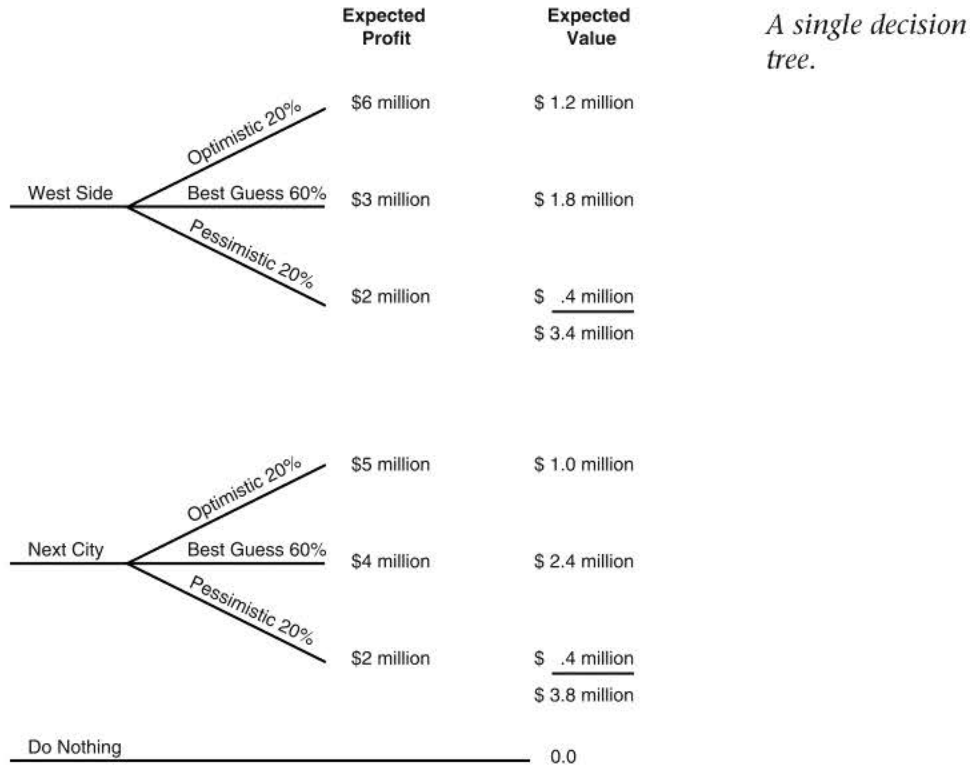 Expected Profit
Expected Value
A single decision
tree.
Optimistic 20% $6 million $ 1.2 million
West Side Best Guess 60% $3 million $ 1.8 million
Pessimistic 20% $2 million $ .4 million
$ 3.4 million
Optimistic 20% $5 million $ 1.0 million
Next City Best Guess 60% $4 million $ 2.4 million
Pessimistic 20% $2 million $ .4 million
$ 3.8 million
Do Nothing 0.0